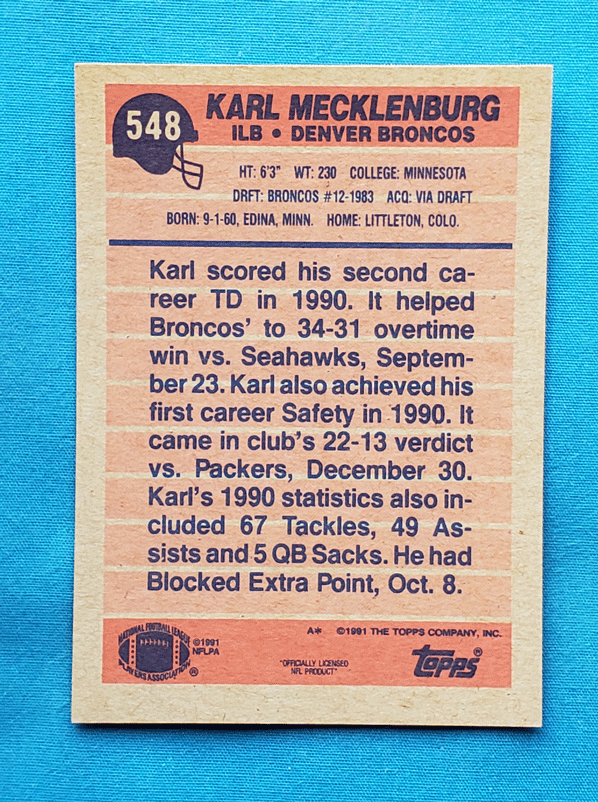 548
KARL MECKLENBURG
ILB • DENVER BRONCOS
HT: 6'3" WT: 230 COLLEGE: MINNESOTA
DRFT: BRONCOS #12-1983 ACQ: VIA DRAFT
BORN: 9-1-60, EDINA, MINN. HOME: LITTLETON, COLO.
Karl scored his second ca-
reer TD in 1990. It helped
Broncos' to 34-31 overtime
win vs. Seahawks, Septem-
ber 23. Karl also achieved his
first career Safety in 1990. It
came in club's 22-13 verdict
vs. Packers, December 30.
Karl's 1990 statistics also in-
cluded 67 Tackles, 49 As-
sists and 5 QB Sacks. He had
Blocked Extra Point, Oct. 8.
NATIONAL FOOTBALL LEAGUE
PLAYERS ASSOCIATION ®
©1991
NFLPA
A* ©1991 THE TOPPS COMPANY, INC.
"OFFICIALLY LICENSED
NFL PRODUCT"
TOPPS®